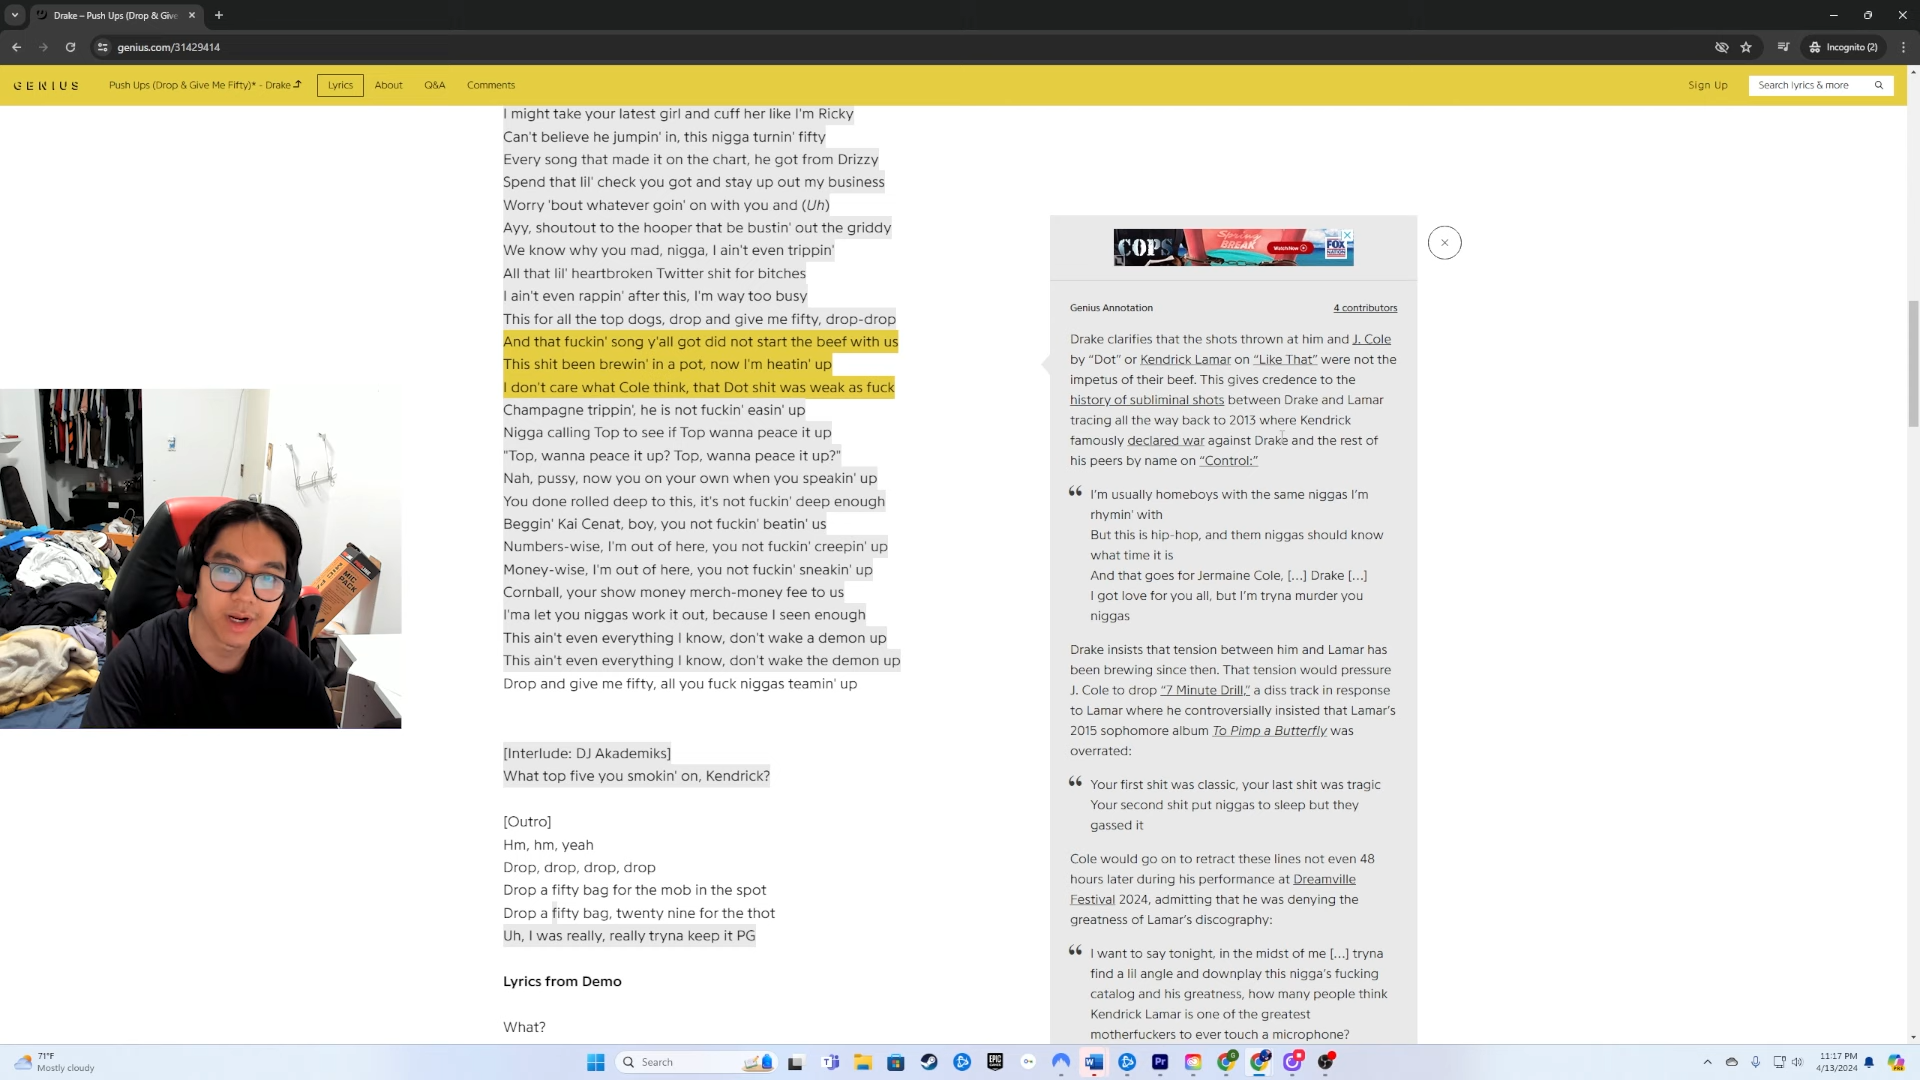 Drake – Push Ups (Drop & Give
genius.com/31429414
Incognito (2)
GENIUS
Push Ups (Drop & Give Me Fifty)* - Drake
Lyrics
About
Q&A
Comments
Sign Up
Search lyrics & more
I might take your latest girl and cuff her like I'm Ricky
Can't believe he jumpin' in, this nigga turnin' fifty
Every song that made it on the chart, he got from Drizzy
Spend that lil' check you got and stay up out my business
Worry 'bout whatever goin' on with you and (Uh)
Ayy, shoutout to the hooper that be bustin' out the griddy
We know why you mad, nigga, I ain't even trippin'
All that lil' heartbroken Twitter shit for bitches
I ain't even rappin' after this, I'm way too busy
This for all the top dogs, drop and give me fifty, drop-drop
And that fuckin' song y'all got did not start the beef with us
This shit been brewin' in a pot, now I'm heatin' up
I don't care what Cole think, that Dot shit was weak as fuck
Champagne trippin', he is not fuckin' easin' up
Nigga calling Top to see if Top wanna peace it up
"Top, wanna peace it up? Top, wanna peace it up?"
Nah, pussy, now you on your own when you speakin' up
You done rolled deep to this, it's not fuckin' deep enough
Beggin' Kai Cenat, boy, you not fuckin' beatin' us
Numbers-wise, I'm out of here, you not fuckin' creepin' up
Money-wise, I'm out of here, you not fuckin' sneakin' up
Cornball, your show money merch-money fee to us
I'ma let you niggas work it out, because I seen enough
This ain't even everything I know, don't wake a demon up
This ain't even everything I know, don't wake the demon up
Drop and give me fifty, all you fuck niggas teamin' up
[Interlude: DJ Akademiks]
What top five you smokin' on, Kendrick?
[Outro]
Hm, hm, yeah
Drop, drop, drop, drop
Drop a fifty bag for the mob in the spot
Drop a fifty bag, twenty nine for the thot
Uh, I was really, really tryna keep it PG
Lyrics from Demo
What?
COPS
Spring
BREAK
Watch Now
FOX
NATION
Genius Annotation
4 contributors
Drake clarifies that the shots thrown at him and J. Cole
by “Dot” or Kendrick Lamar on “Like That” were not the
impetus of their beef. This gives credence to the
history of subliminal shots between Drake and Lamar
tracing all the way back to 2013 where Kendrick
famously declared war against Drake and the rest of
his peers by name on “Control:”
“ I’m usually homeboys with the same niggas I’m
rhymin’ with
But this is hip-hop, and them niggas should know
what time it is
And that goes for Jermaine Cole, […] Drake […]
I got love for you all, but I’m tryna murder you
niggas
Drake insists that tension between him and Lamar has
been brewing since then. That tension would pressure
J. Cole to drop “7 Minute Drill,” a diss track in response
to Lamar where he controversially insisted that Lamar’s
2015 sophomore album To Pimp a Butterfly was
overrated:
“ Your first shit was classic, your last shit was tragic
Your second shit put niggas to sleep but they
gassed it
Cole would go on to retract these lines not even 48
hours later during his performance at Dreamville
Festival 2024, admitting that he was denying the
greatness of Lamar’s discography:
“ I want to say tonight, in the midst of me […] tryna
find a lil angle and downplay this nigga’s fucking
catalog and his greatness, how many people think
Kendrick Lamar is one of the greatest
motherfuckers to ever touch a microphone?
MIC
PACK
71°F
Mostly cloudy
Search
EPIC
W
Pr
11:17 PM
4/13/2024